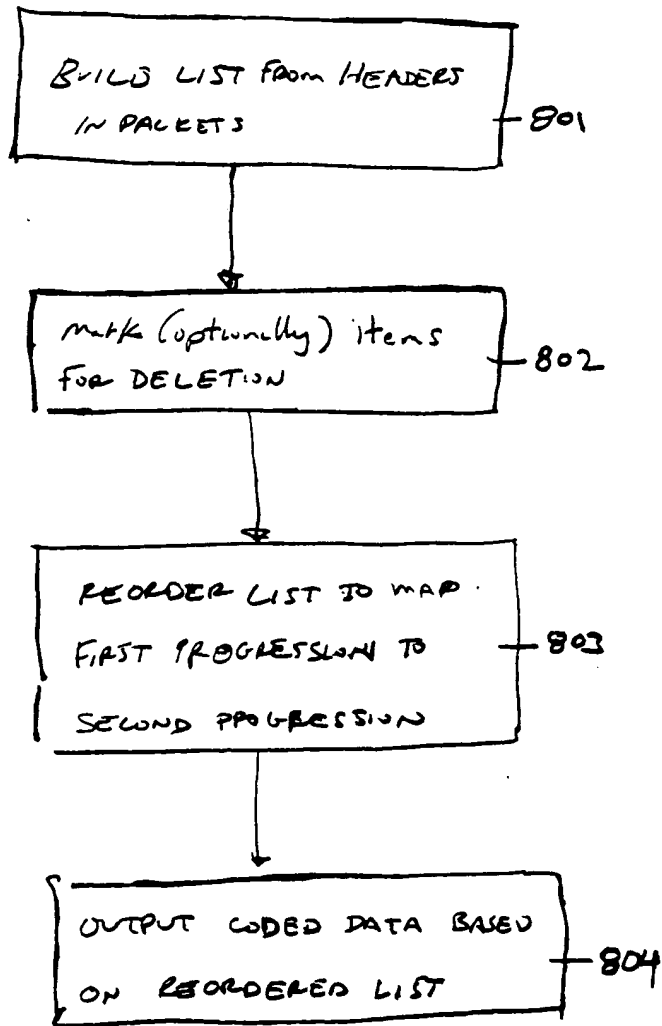 BUILD LIST FROM HEADERS
IN PACKETS
801
Mark (optionally) items
FOR DELETION
802
REORDER LIST TO MAP
FIRST PROGRESSION TO
SECOND PROGRESSION
803
OUTPUT CODED DATA BASED
ON REORDERED LIST
804